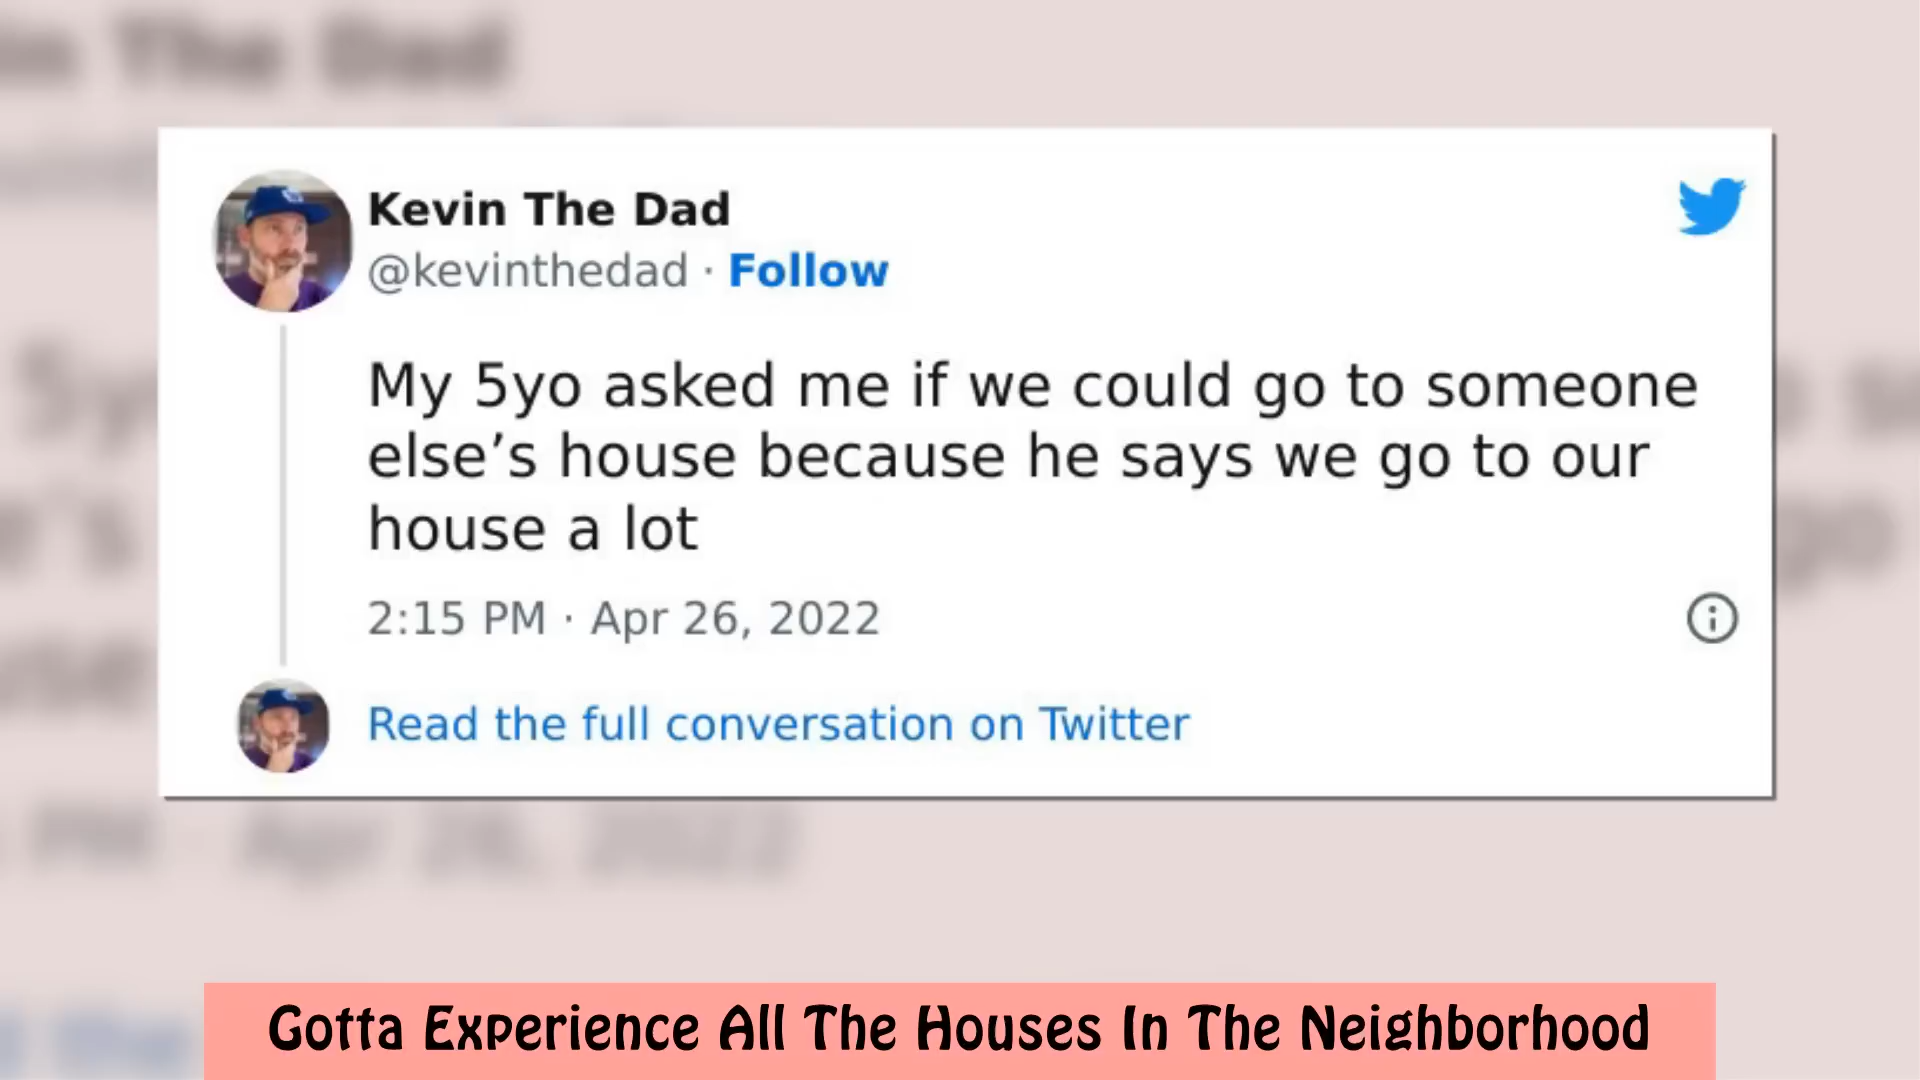 Kevin The Dad
@kevinthedad · Follow
My 5yo asked me if we could go to someone
else’s house because he says we go to our
house a lot
2:15 PM · Apr 26, 2022
Read the full conversation on Twitter
Gotta Experience All The Houses In The Neighborhood